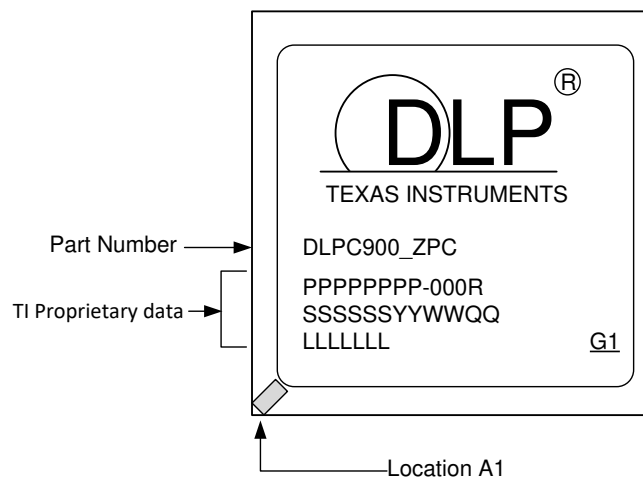 DLP®
TEXAS INSTRUMENTS
Part Number
DLPC900_ZPC
TI Proprietary data
PPPPPPPP-000R
SSSSSSYYWWQQ
LLLLLLL
G1
Location A1